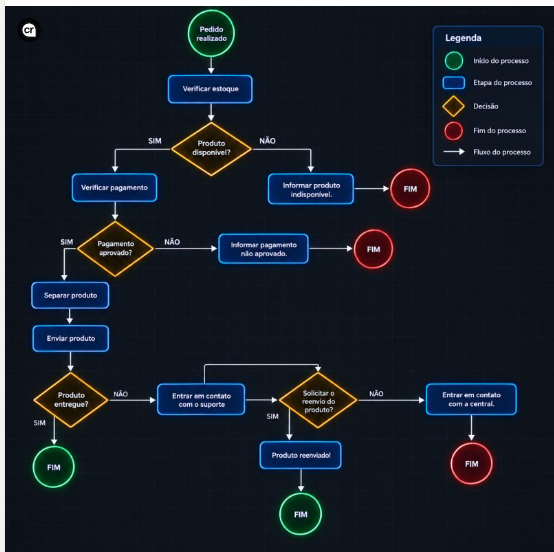 cr
Pedido
realizado
Legenda
Início do processo
Etapa do processo
Decisão
Fim do processo
Fluxo do processo
Verificar estoque
Produto
disponível?
SIM
NÃO
Verificar pagamento
Informar produto
indisponível.
FIM
Pagamento
aprovado?
SIM
NÃO
Informar pagamento
não aprovado.
FIM
Separar produto
Enviar produto
Produto
entregue?
NÃO
SIM
Entrar em contato
com o suporte
Solicitar o
reenvio do
produto?
NÃO
SIM
Entrar em contato
com a central.
Produto reenviado!
FIM
FIM
FIM